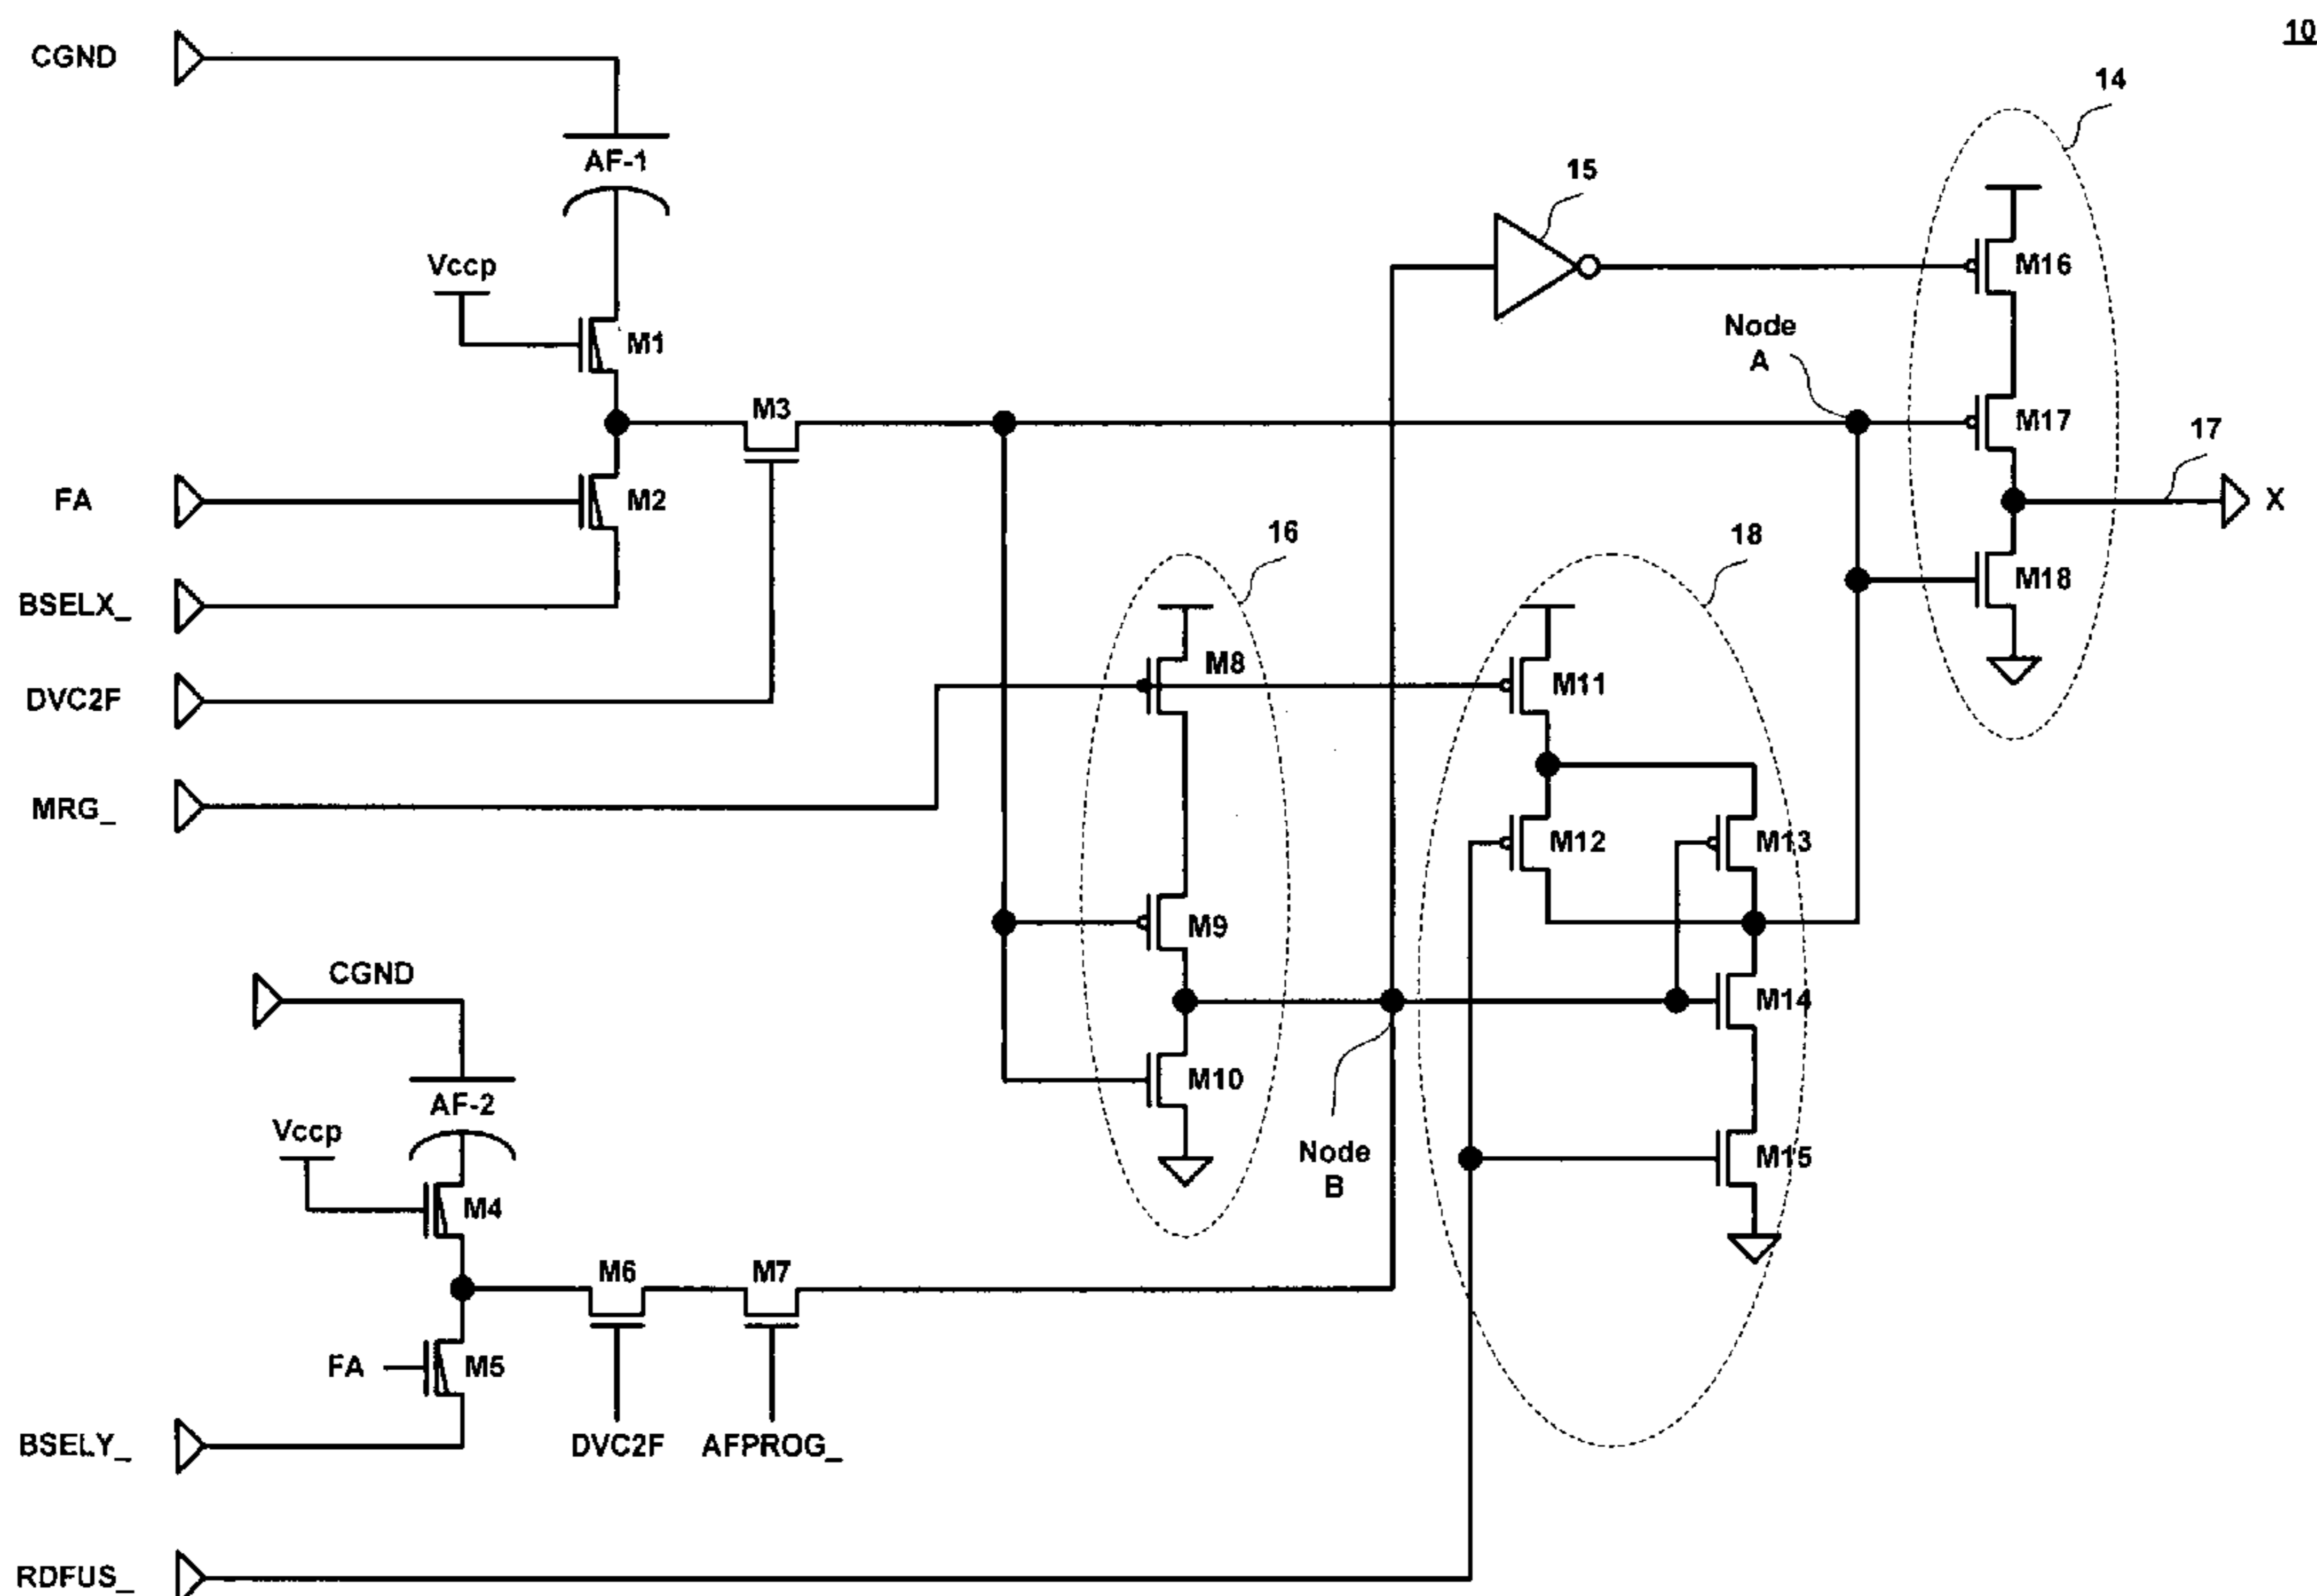 10
CGND
14
AF-1
15
Vccp
M16
M1
Node
A
M3
M17
17
FA
M2
X
16
18
M18
BSELX_
DVC2F
M8
M11
MRG_
M12
M13
M9
CGND
M14
M10
AF-2
Vccp
Node
B
M15
M4
M6
M7
FA
M5
BSELY_
DVC2F
AFPROG_
RDFUS_